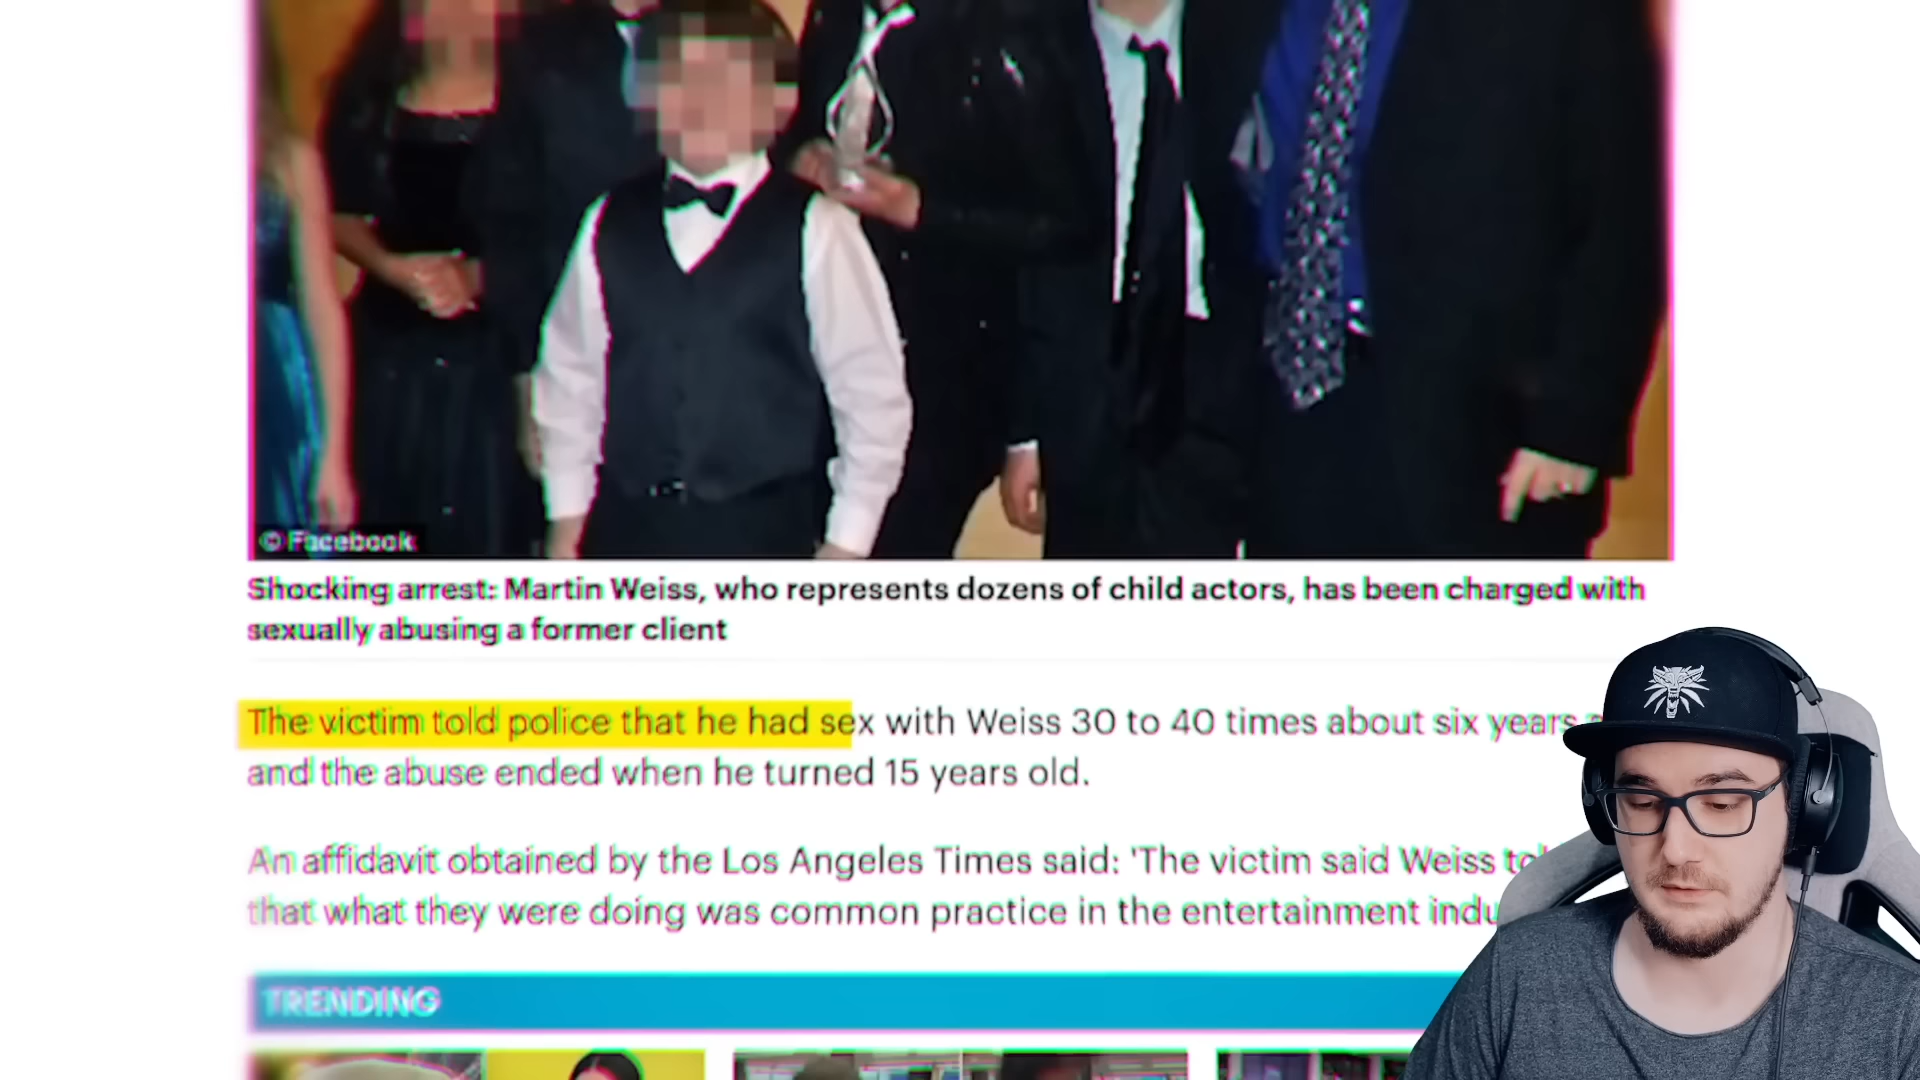 © Facebook
Shocking arrest: Martin Weiss, who represents dozens of child actors, has been charged with
sexually abusing a former client
The victim told police that he had sex with Weiss 30 to 40 times about six years
and the abuse ended when he turned 15 years old.
An affidavit obtained by the Los Angeles Times said: 'The victim said Weiss
that what they were doing was common practice in the entertainment
TRENDING